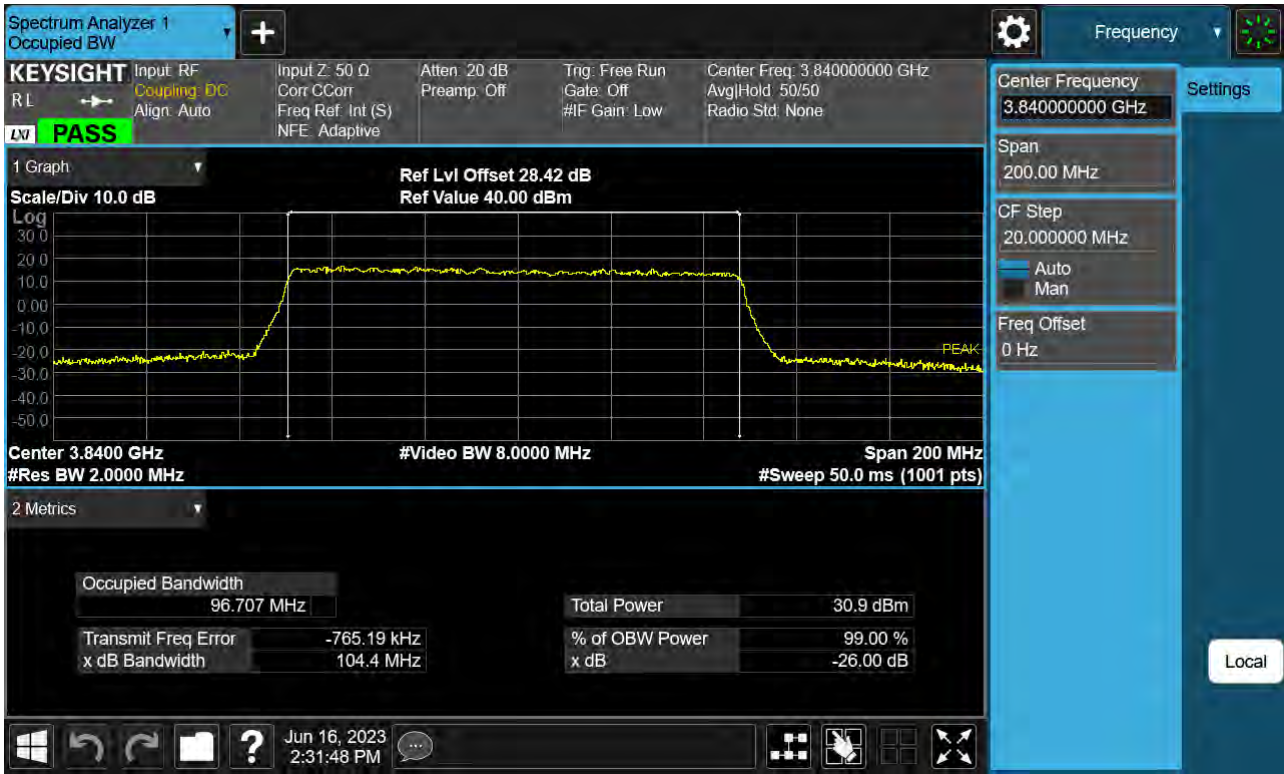 Spectrum Analyzer 1
Occupied BW
Frequency
KEYSIGHT
RL
LXI
PASS
Input: RF
Coupling: DC
Align: Auto
Input Z: 50 Ω
Corr CCorr
Freq Ref: Int (S)
NFE: Adaptive
Atten: 20 dB
Preamp: Off
Trig: Free Run
Gate: Off
#IF Gain: Low
Center Freq: 3.840000000 GHz
Avg|Hold: 50/50
Radio Std: None
Center Frequency
3.840000000 GHz
Settings
Span
200.00 MHz
CF Step
20.000000 MHz
Auto
Man
Freq Offset
0 Hz
Local
1 Graph
Scale/Div 10.0 dB
Ref Lvl Offset 28.42 dB
Ref Value 40.00 dBm
Log
30.0
20.0
10.0
0.00
-10.0
-20.0
-30.0
-40.0
-50.0
PEAK
Center 3.8400 GHz
#Video BW 8.0000 MHz
Span 200 MHz
#Res BW 2.0000 MHz
#Sweep 50.0 ms (1001 pts)
2 Metrics
Occupied Bandwidth
96.707 MHz
Total Power 30.9 dBm
Transmit Freq Error -765.19 kHz
% of OBW Power 99.00 %
x dB Bandwidth 104.4 MHz
x dB -26.00 dB
?
Jun 16, 2023
2:31:48 PM